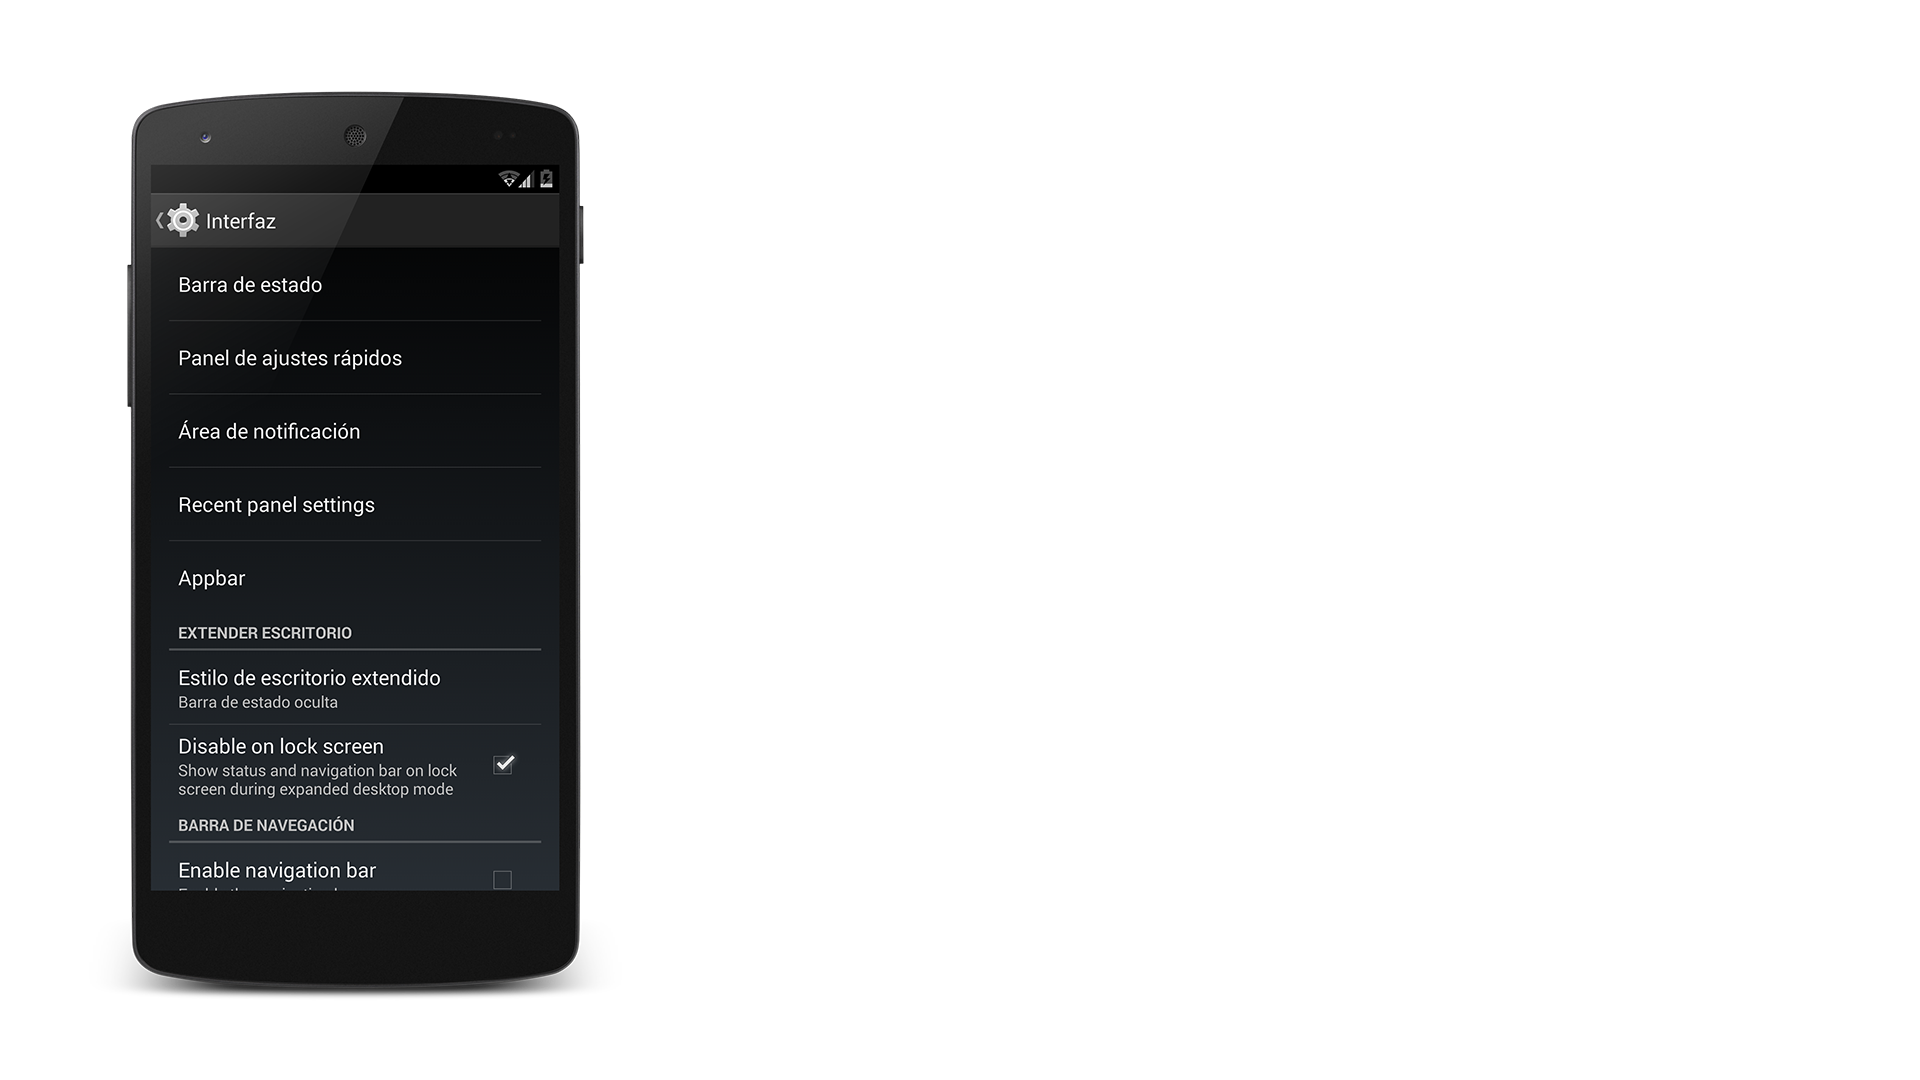 Interfaz
Barra de estado
Panel de ajustes rápidos
Área de notificación
Recent panel settings
Appbar
EXTENDER ESCRITORIO
Estilo de escritorio extendido
Barra de estado oculta
Disable on lock screen
Show status and navigation bar on lock
screen during expanded desktop mode
BARRA DE NAVEGACIÓN
Enable navigation bar